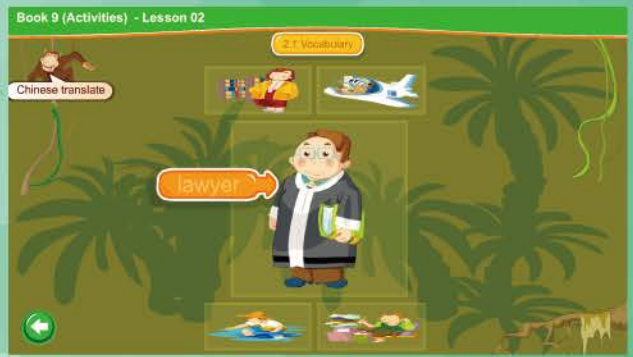 Book 9 (Activities) - Lesson 02
2.1 Vocabulary
Chinese translate
lawyer